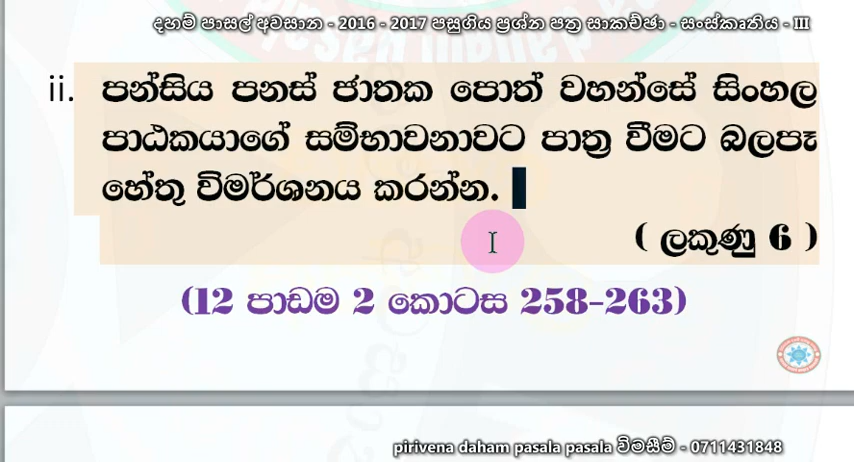 දහම් පාසල් අවසාන - 2016 - 2017 පසුගිය ප්‍රශ්න පත්‍ර සාකච්ඡා - සංස්කෘතිය - III
ii. පන්සිය පනස් ජාතක පොත් වහන්සේ සිංහල
පාඨකයාගේ සම්භාවනාවට පාත්‍ර වීමට බලපෑ
හේතු විමර්ශනය කරන්න.
( ලකුණු 6 )
(12 පාඩම 2 කොටස 258-263)
pirivena daham pasala pasala විමසීම් - 0711431848